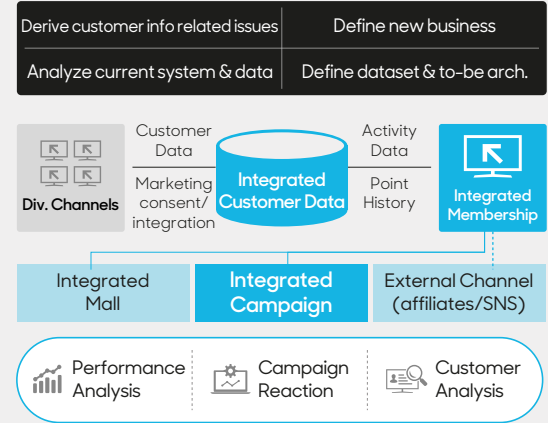 Derive customer info related issues
Define new business
Analyze current system & data
Define dataset & to-be arch.
Div. Channels
Customer
Data
Marketing
consent/
integration
Integrated
Customer Data
Activity
Data
Point
History
Integrated
Membership
Integrated
Mall
Integrated
Campaign
External Channel
(affiliates/SNS)
Performance
Analysis
Campaign
Reaction
Customer
Analysis